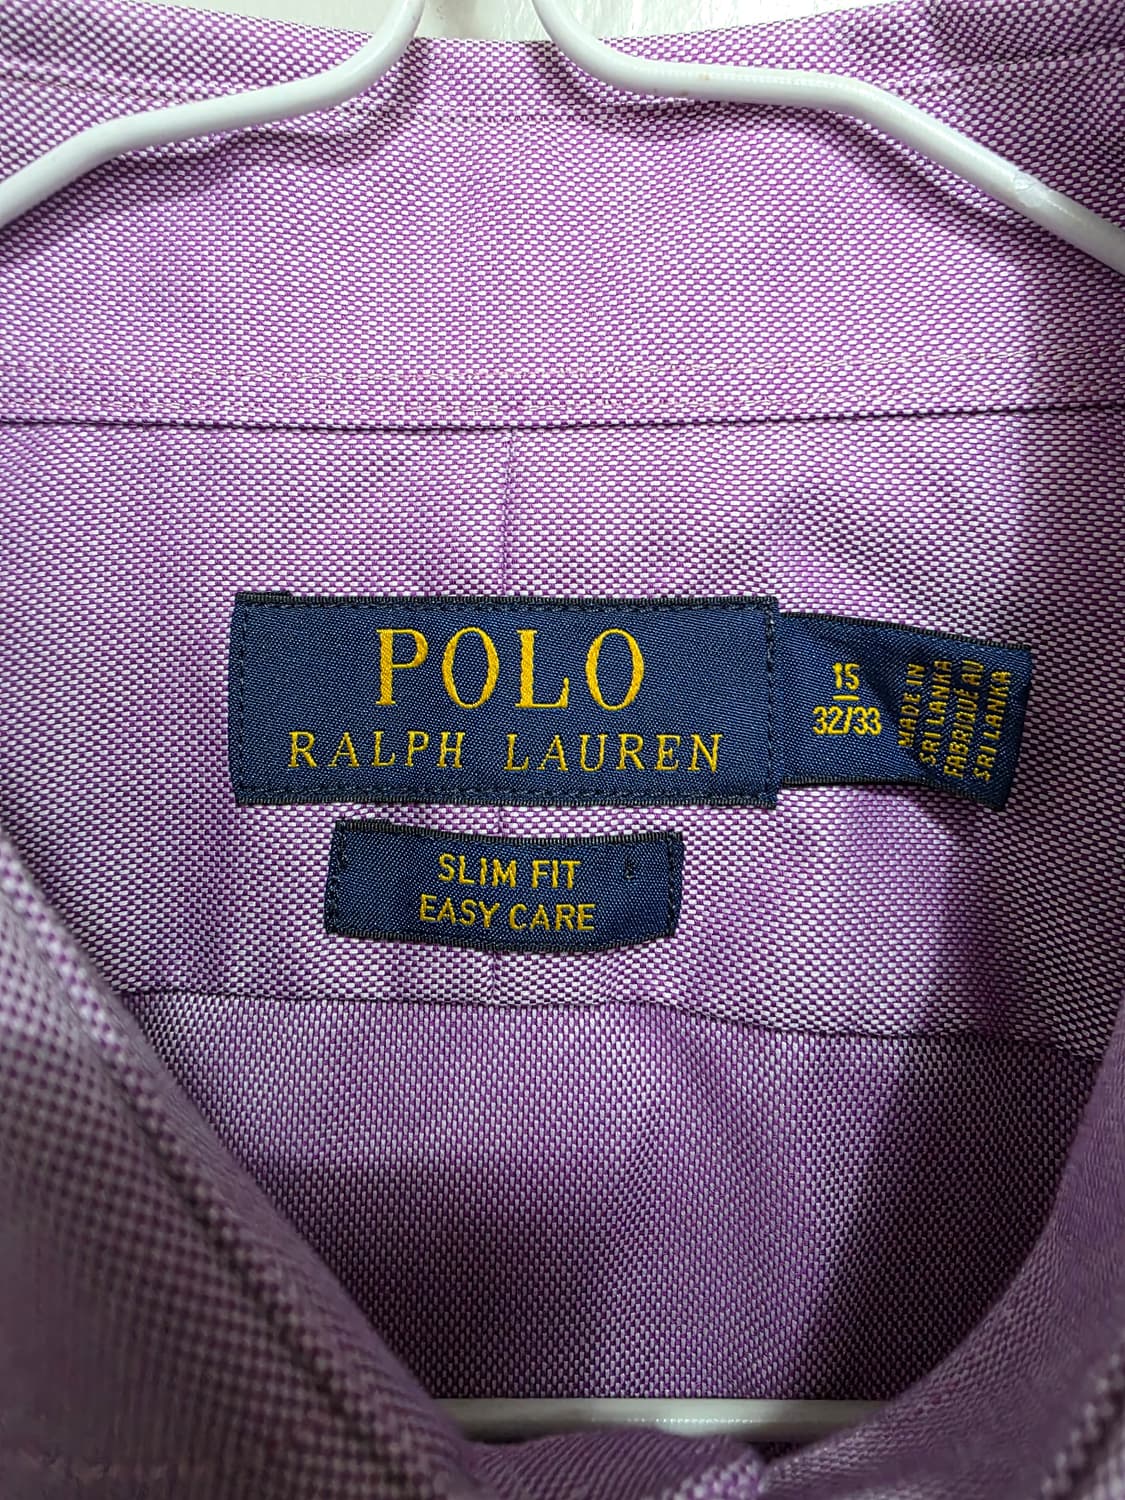 POLO
RALPH LAUREN
15
32/33
MADE IN
SRI LANKA
FABRIQUÉ AU
SRI LANKA
SLIM FIT
EASY CARE